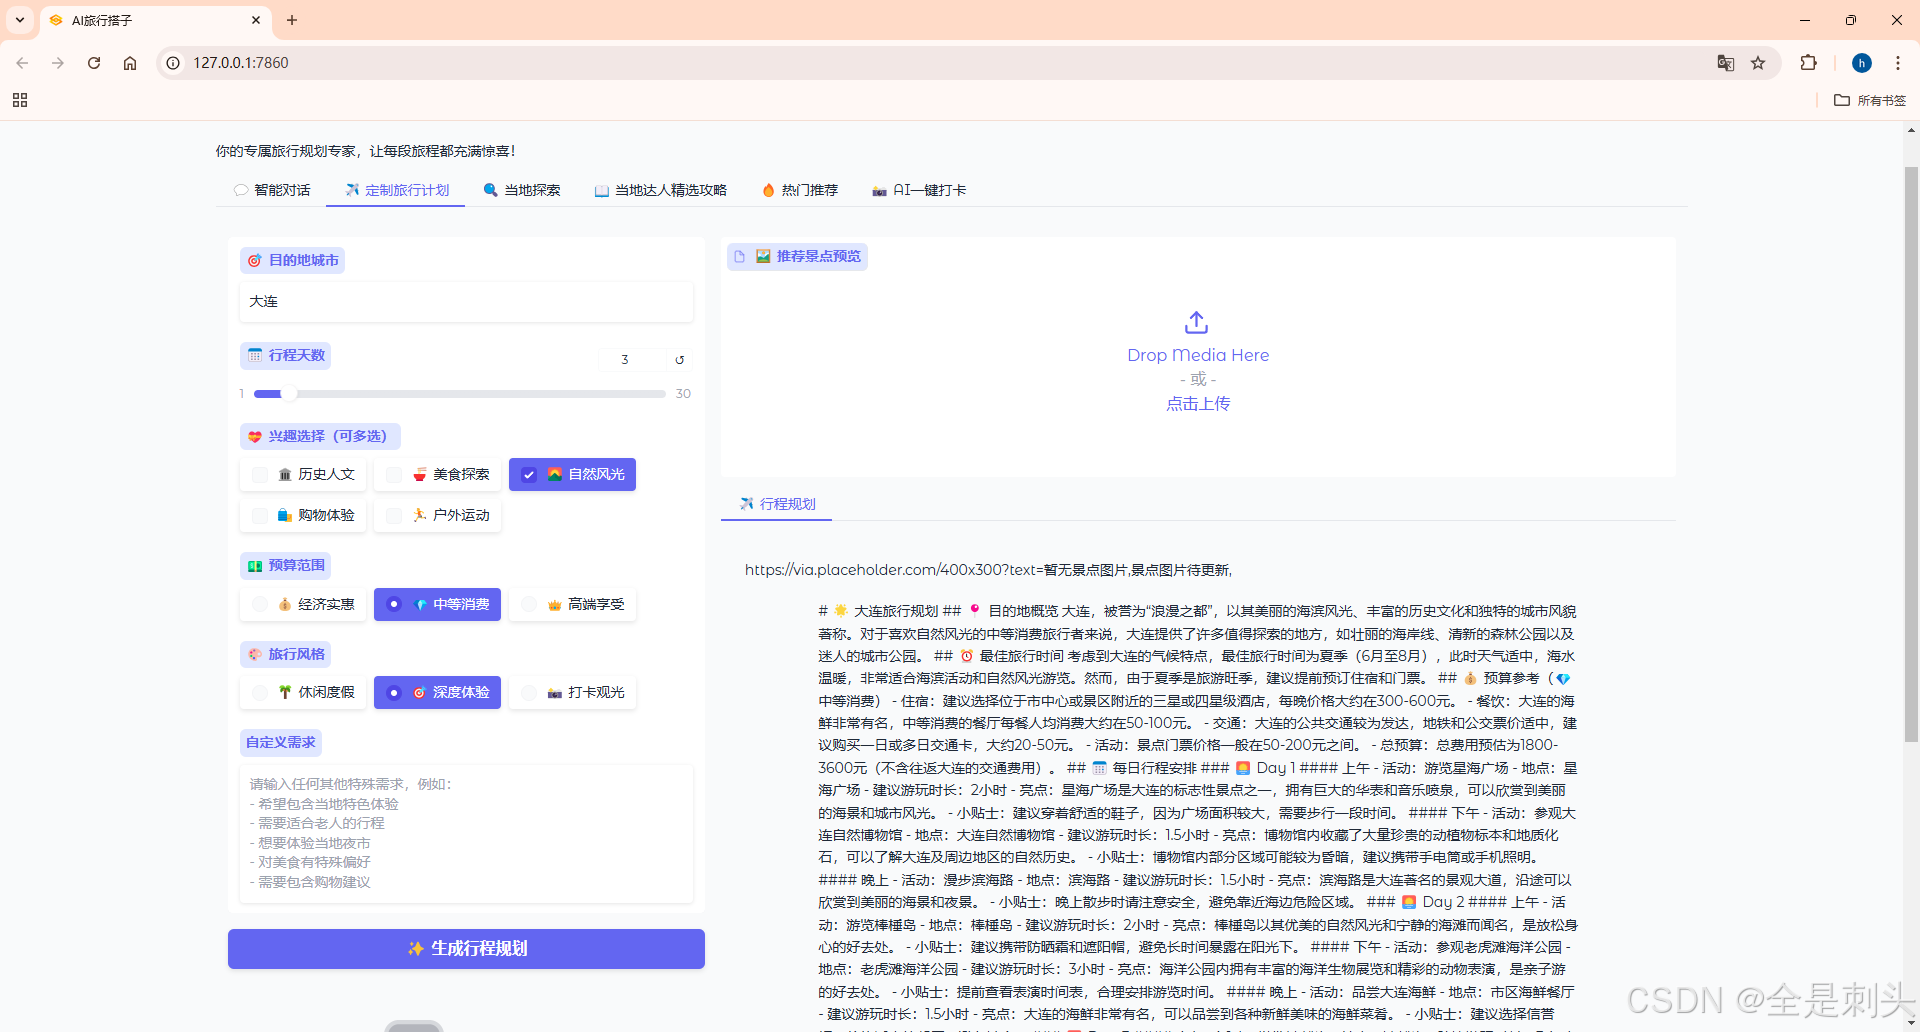 AI旅行搭子
127.0.0.1:7860
h
所有书签
你的专属旅行规划专家，让每段旅程都充满惊喜！
💬 智能对话 ✈️ 定制旅行计划 🔍 当地探索 📖 当地达人精选攻略 🔥 热门推荐 📸 AI一键打卡
🎯 目的地城市
大连
📅 行程天数
3
1
30
💝 兴趣选择（可多选）
🏛️ 历史人文 🍜 美食探索 🌄 自然风光
🛍️ 购物体验 🏃 户外运动
💵 预算范围
💰 经济实惠 💎 中等消费 👑 高端享受
🎨 旅行风格
🌴 休闲度假 🎯 深度体验 📸 打卡观光
自定义需求
请输入任何其他特殊需求，例如：
- 希望包含当地特色体验
- 需要适合老人的行程
- 想要体验当地夜市
- 对美食有特殊偏好
- 需要包含购物建议
✨ 生成行程规划
🖼️ 推荐景点预览
Drop Media Here
- 或 -
点击上传
✈️ 行程规划
https://via.placeholder.com/400x300?text=暂无景点图片,景点图片待更新,
# 🌟 大连旅行规划 ## 📍 目的地概览 大连，被誉为“浪漫之都”，以其美丽的海滨风光、丰富的历史文化和独特的城市风貌
著称。对于喜欢自然风光的中等消费旅行者来说，大连提供了许多值得探索的地方，如壮丽的海岸线、清新的森林公园以及
迷人的城市公园。 ## ⏰ 最佳旅行时间 考虑到大连的气候特点，最佳旅行时间为夏季（6月至8月），此时天气适中，海水
温暖，非常适合海滨活动和自然风光游览。然而，由于夏季是旅游旺季，建议提前预订住宿和门票。 ## 💰 预算参考（💎
中等消费） - 住宿：建议选择位于市中心或景区附近的三星或四星级酒店，每晚价格大约在300-600元。 - 餐饮：大连的海
鲜非常有名，中等消费的餐厅每餐人均消费大约在50-100元。 - 交通：大连的公共交通较为发达，地铁和公交票价适中，建
议购买一日或多日交通卡，大约20-50元。 - 活动：景点门票价格一般在50-200元之间。 - 总预算：总费用预估为1800-
3600元（不含往返大连的交通费用）。 ## 📅 每日行程安排 ### 🌅 Day 1 #### 上午 - 活动：游览星海广场 - 地点：星
海广场 - 建议游玩时长：2小时 - 亮点：星海广场是大连的标志性景点之一，拥有巨大的华表和音乐喷泉，可以欣赏到美丽
的海景和城市风光。 - 小贴士：建议穿着舒适的鞋子，因为广场面积较大，需要步行一段时间。 #### 下午 - 活动：参观大
连自然博物馆 - 地点：大连自然博物馆 - 建议游玩时长：1.5小时 - 亮点：博物馆内收藏了大量珍贵的动植物标本和地质化
石，可以了解大连及周边地区的自然历史。 - 小贴士：博物馆内部分区域可能较为昏暗，建议携带手电筒或手机照明。
#### 晚上 - 活动：漫步滨海路 - 地点：滨海路 - 建议游玩时长：1.5小时 - 亮点：滨海路是大连著名的景观大道，沿途可以
欣赏到美丽的海景和夜景。 - 小贴士：晚上散步时请注意安全，避免靠近海边危险区域。 ### 🌅 Day 2 #### 上午 - 活
动：游览棒棰岛 - 地点：棒棰岛 - 建议游玩时长：2小时 - 亮点：棒棰岛以其优美的自然风光和宁静的海滩而闻名，是放松身
心的好去处。 - 小贴士：建议携带防晒霜和遮阳帽，避免长时间暴露在阳光下。 #### 下午 - 活动：参观老虎滩海洋公园 -
地点：老虎滩海洋公园 - 建议游玩时长：3小时 - 亮点：海洋公园内拥有丰富的海洋生物展览和精彩的动物表演，是亲子游
的好去处。 - 小贴士：提前查看表演时间表，合理安排游览时间。 #### 晚上 - 活动：品尝大连海鲜 - 地点：市区海鲜餐厅
- 建议游玩时长：1.5小时 - 亮点：大连的海鲜非常有名，可以品尝到各种新鲜美味的海鲜菜肴。 - 小贴士：建议选择信誉
CSDN @全是刺头